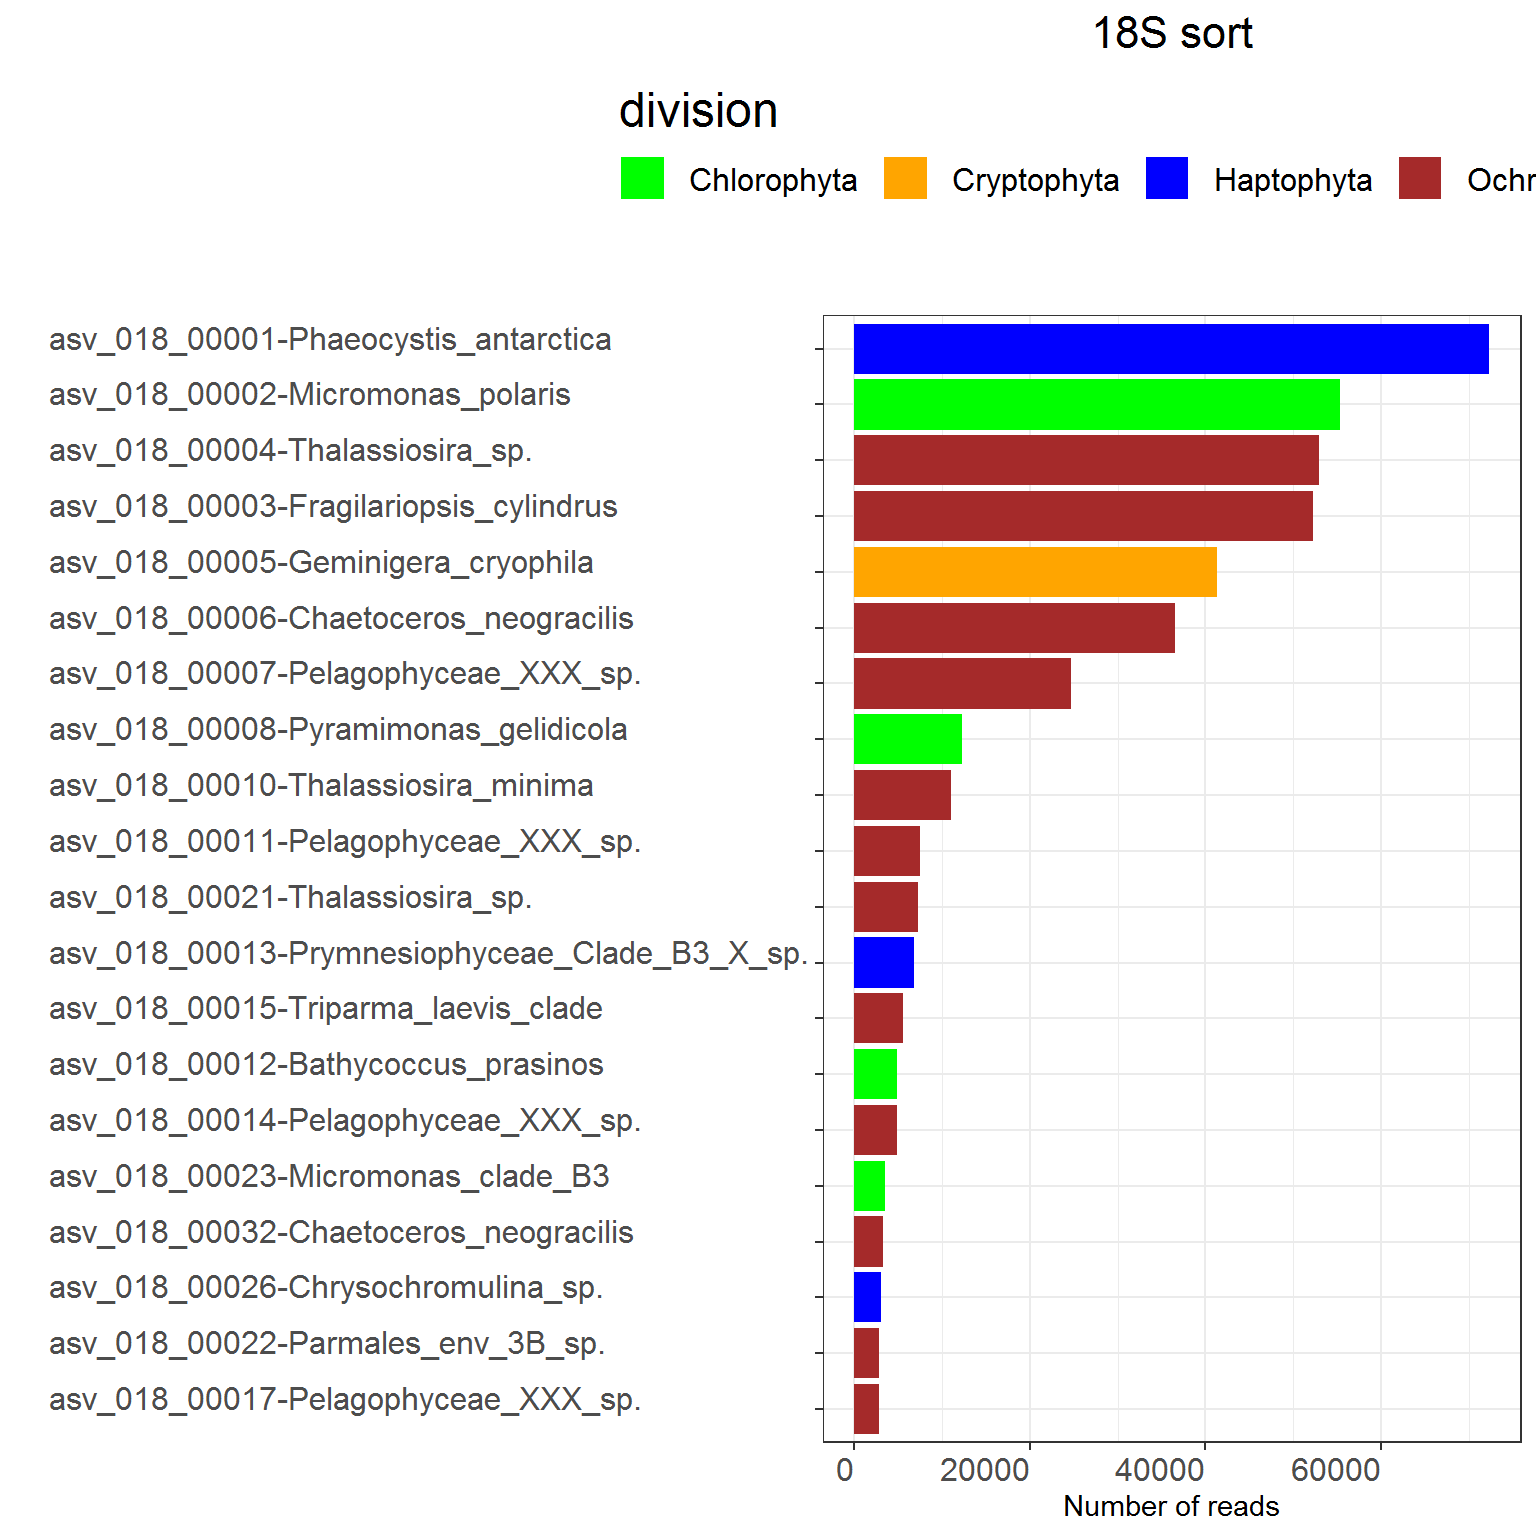 18S sort
division
Chlorophyta Cryptophyta Haptophyta Ochr
asv_018_00001-Phaeocystis_antarctica
asv_018_00002-Micromonas_polaris
asv_018_00004-Thalassiosira_sp.
asv_018_00003-Fragilariopsis_cylindrus
asv_018_00005-Geminigera_cryophila
asv_018_00006-Chaetoceros_neogracilis
asv_018_00007-Pelagophyceae_XXX_sp.
asv_018_00008-Pyramimonas_gelidicola
asv_018_00010-Thalassiosira_minima
asv_018_00011-Pelagophyceae_XXX_sp.
asv_018_00021-Thalassiosira_sp.
asv_018_00013-Prymnesiophyceae_Clade_B3_X_sp.
asv_018_00015-Triparma_laevis_clade
asv_018_00012-Bathycoccus_prasinos
asv_018_00014-Pelagophyceae_XXX_sp.
asv_018_00023-Micromonas_clade_B3
asv_018_00032-Chaetoceros_neogracilis
asv_018_00026-Chrysochromulina_sp.
asv_018_00022-Parmales_env_3B_sp.
asv_018_00017-Pelagophyceae_XXX_sp.
0 20000 40000 60000
Number of reads